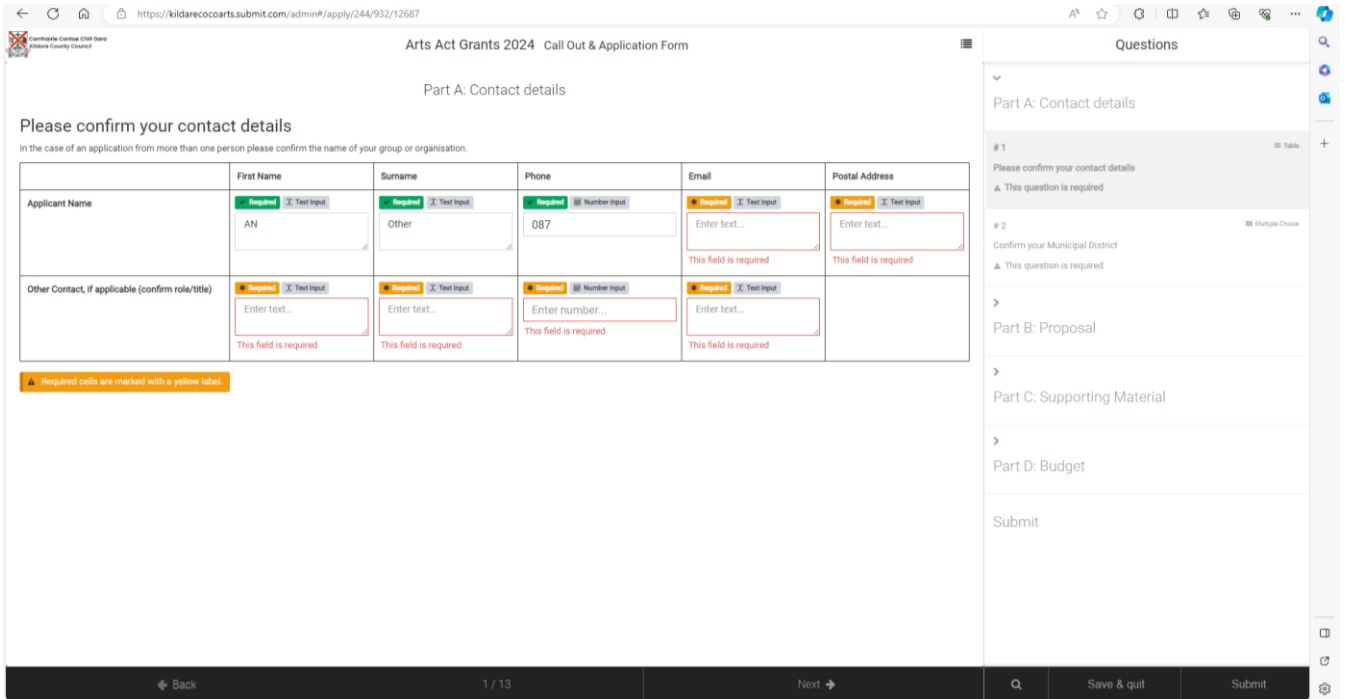 https://kildarecocoarts.submit.com/admin#/apply/244/932/12687
Comhairle Contae Chill Dara
Kildare County Council
Arts Act Grants 2024 Call Out & Application Form
Questions
Part A: Contact details
Please confirm your contact details
In the case of an application from more than one person please confirm the name of your group or organisation.
First Name Surname Phone Email Postal Address
Applicant Name
Required Text Input Required Text Input Required Number Input Required Text Input Required Text Input
AN Other 087 Enter text... Enter text...
This field is required This field is required
Other Contact, if applicable (confirm role/title)
Required Text Input Required Text Input Required Number Input Required Text Input
Enter text... Enter text... Enter number... Enter text...
This field is required This field is required This field is required This field is required
Required cells are marked with a yellow label.
Part A: Contact details
# 1 Table
Please confirm your contact details
This question is required
# 2 Multiple Choice
Confirm your Municipal District
This question is required
Part B: Proposal
Part C: Supporting Material
Part D: Budget
Submit
Back 1 / 13 Next Save & quit Submit